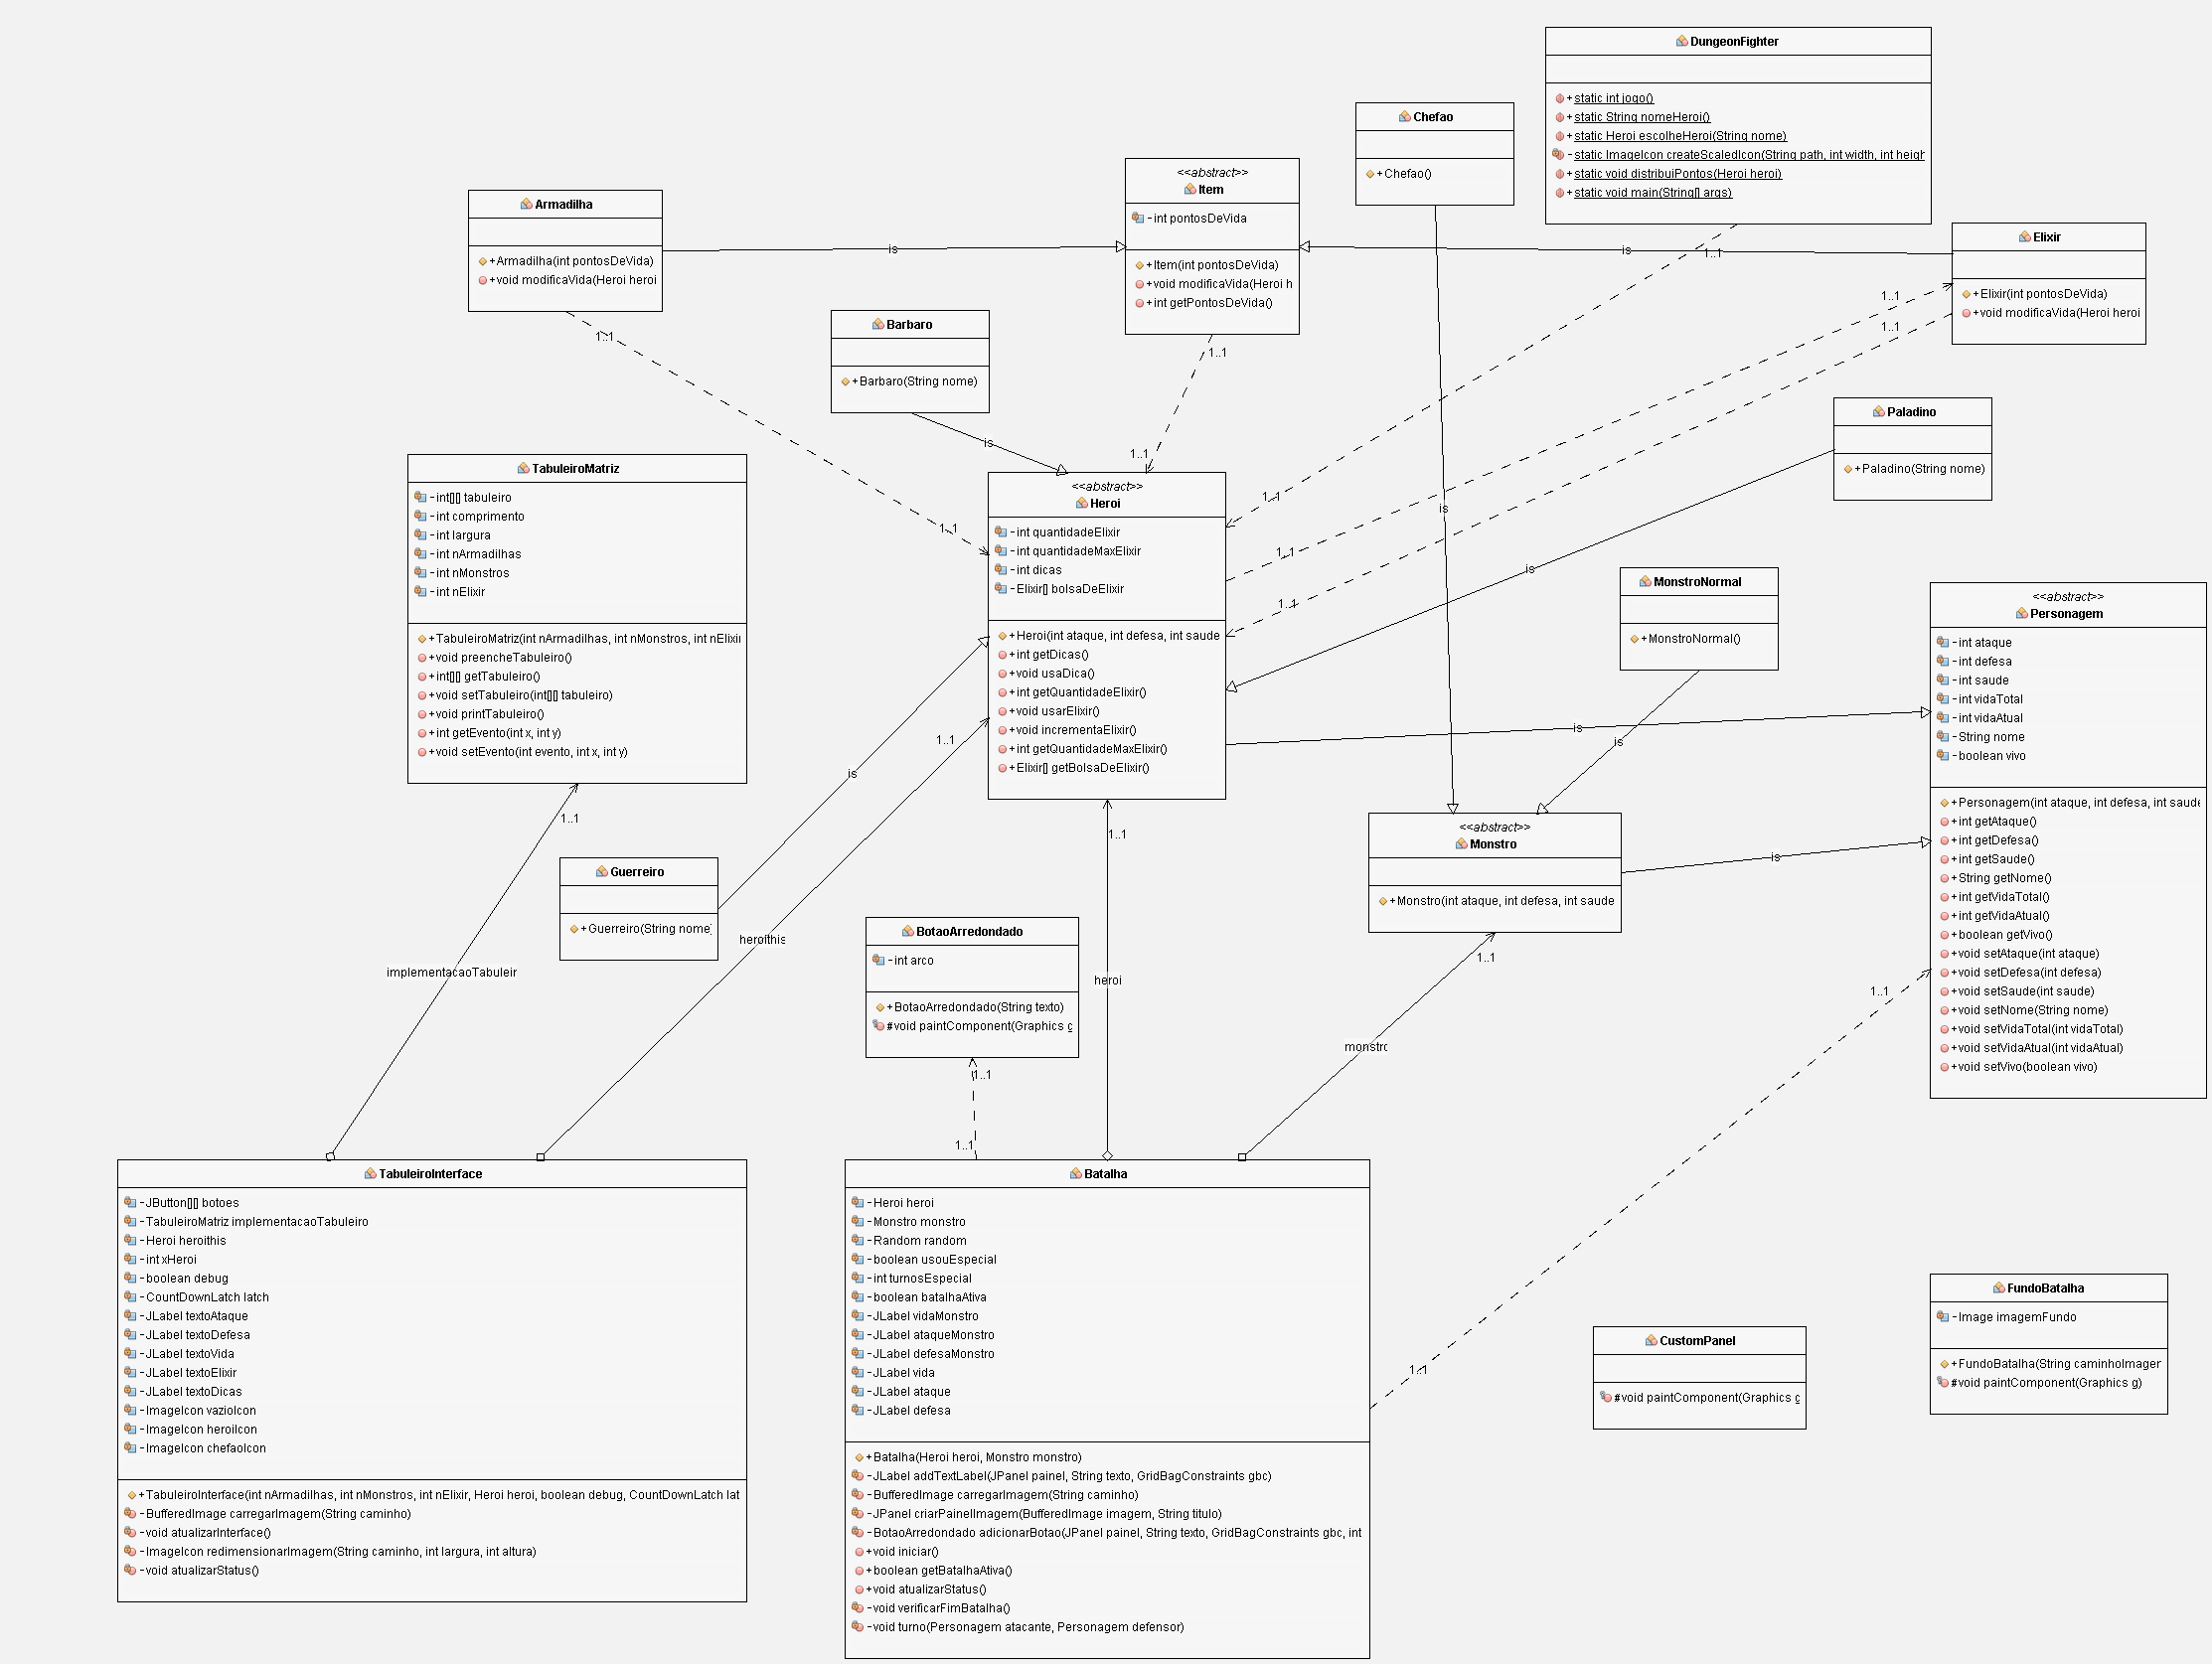 DungeonFighter
+static int jogo()
+static String nomeHeroi()
+static Heroi escolheHeroi(String nome)
-static ImageIcon createScaledIcon(String path, int width, int heigh
+static void distribuiPontos(Heroi heroi)
+static void main(String[] args)
Chefao
+Chefao()
<<abstract>>
Item
-int pontosDeVida
+Item(int pontosDeVida)
+void modificaVida(Heroi h
+int getPontosDeVida()
Armadilha
+Armadilha(int pontosDeVida)
+void modificaVida(Heroi heroi
is
is
1..1
Elixir
+Elixir(int pontosDeVida)
+void modificaVida(Heroi heroi
1..1
1..1
1..1
1..1
Barbaro
+Barbaro(String nome)
is
1..1
Paladino
+Paladino(String nome)
is
TabuleiroMatriz
-int[][] tabuleiro
-int comprimento
-int largura
-int nArmadilhas
-int nMonstros
-int nElixir
+TabuleiroMatriz(int nArmadilhas, int nMonstros, int nElixi
+void preencheTabuleiro()
+int[][] getTabuleiro()
+void setTabuleiro(int[][] tabuleiro)
+void printTabuleiro()
+int getEvento(int x, int y)
+void setEvento(int evento, int x, int y)
1..1
<<abstract>>
Heroi
-int quantidadeElixir
-int quantidadeMaxElixir
-int dicas
-Elixir[] bolsaDeElixir
+Heroi(int ataque, int defesa, int saude
+int getDicas()
+void usaDica()
+int getQuantidadeElixir()
+void usarElixir()
+void incrementaElixir()
+int getQuantidadeMaxElixir()
+Elixir[] getBolsaDeElixir()
1..1
1..1
1..1
1..1
is
MonstroNormal
+MonstroNormal()
is
is
<<abstract>>
Personagem
-int ataque
-int defesa
-int saude
-int vidaTotal
-int vidaAtual
-String nome
-boolean vivo
+Personagem(int ataque, int defesa, int saude
+int getAtaque()
+int getDefesa()
+int getSaude()
+String getNome()
+int getVidaTotal()
+int getVidaAtual()
+boolean getVivo()
+void setAtaque(int ataque)
+void setDefesa(int defesa)
+void setSaude(int saude)
+void setNome(String nome)
+void setVidaTotal(int vidaTotal)
+void setVidaAtual(int vidaAtual)
+void setVivo(boolean vivo)
<<abstract>>
Monstro
+Monstro(int ataque, int defesa, int saude
is
1..1
monstro
1..1
is
1..1
Guerreiro
+Guerreiro(String nome)
heroithis
implementacaoTabuleir
BotaoArredondado
-int arco
+BotaoArredondado(String texto)
#void paintComponent(Graphics g
1..1
1..1
1..1
heroi
TabuleiroInterface
-JButton[][] botoes
-TabuleiroMatriz implementacaoTabuleiro
-Heroi heroithis
-int xHeroi
-boolean debug
-CountDownLatch latch
-JLabel textoAtaque
-JLabel textoDefesa
-JLabel textoVida
-JLabel textoElixir
-JLabel textoDicas
-ImageIcon vazioIcon
-ImageIcon heroiIcon
-ImageIcon chefaoIcon
+TabuleiroInterface(int nArmadilhas, int nMonstros, int nElixir, Heroi heroi, boolean debug, CountDownLatch lat
-BufferedImage carregarImagem(String caminho)
-void atualizarInterface()
-ImageIcon redimensionarImagem(String caminho, int largura, int altura)
-void atualizarStatus()
Batalha
-Heroi heroi
-Monstro monstro
-Random random
-boolean usouEspecial
-int turnosEspecial
-boolean batalhaAtiva
-JLabel vidaMonstro
-JLabel ataqueMonstro
-JLabel defesaMonstro
-JLabel vida
-JLabel ataque
-JLabel defesa
+Batalha(Heroi heroi, Monstro monstro)
-JLabel addTextLabel(JPanel painel, String texto, GridBagConstraints gbc)
-BufferedImage carregarImagem(String caminho)
-JPanel criarPainelImagem(BufferedImage imagem, String titulo)
-BotaoArredondado adicionarBotao(JPanel painel, String texto, GridBagConstraints gbc, int
+void iniciar()
+boolean getBatalhaAtiva()
+void atualizarStatus()
-void verificarFimBatalha()
-void turno(Personagem atacante, Personagem defensor)
1..1
CustomPanel
#void paintComponent(Graphics g
FundoBatalha
-Image imagemFundo
+FundoBatalha(String caminhoImager
#void paintComponent(Graphics g)